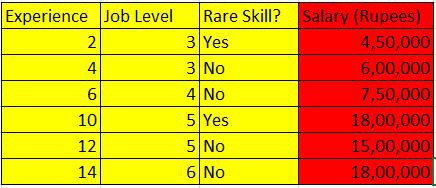 Experience Job Level Rare Skill? Salary (Rupees)
2 3 Yes 4,50,000
4 3 No 6,00,000
6 4 No 7,50,000
10 5 Yes 18,00,000
12 5 No 15,00,000
14 6 No 18,00,000